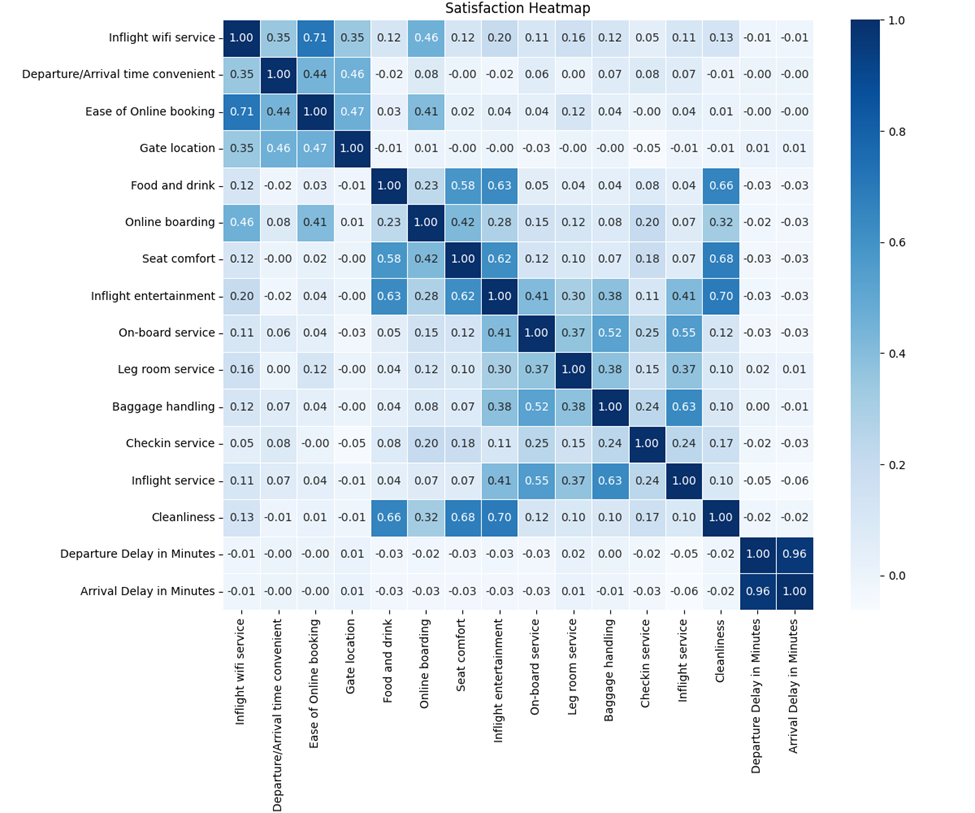 Satisfaction Heatmap
Inflight wifi service 1.00 0.35 0.71 0.35 0.12 0.46 0.12 0.20 0.11 0.16 0.12 0.05 0.11 0.13 -0.01 -0.01
Departure/Arrival time convenient 0.35 1.00 0.44 0.46 -0.02 0.08 -0.00 -0.02 0.06 0.00 0.07 0.08 0.07 -0.01 -0.00 -0.00
Ease of Online booking 0.71 0.44 1.00 0.47 0.03 0.41 0.02 0.04 0.04 0.12 0.04 -0.00 0.04 0.01 -0.00 -0.00
Gate location 0.35 0.46 0.47 1.00 -0.01 0.01 -0.00 -0.00 -0.03 -0.00 -0.00 -0.05 -0.01 -0.01 0.01 0.01
Food and drink 0.12 -0.02 0.03 -0.01 1.00 0.23 0.58 0.63 0.05 0.04 0.04 0.08 0.04 0.66 -0.03 -0.03
Online boarding 0.46 0.08 0.41 0.01 0.23 1.00 0.42 0.28 0.15 0.12 0.08 0.20 0.07 0.32 -0.02 -0.03
Seat comfort 0.12 -0.00 0.02 -0.00 0.58 0.42 1.00 0.62 0.12 0.10 0.07 0.18 0.07 0.68 -0.03 -0.03
Inflight entertainment 0.20 -0.02 0.04 -0.00 0.63 0.28 0.62 1.00 0.41 0.30 0.38 0.11 0.41 0.70 -0.03 -0.03
On-board service 0.11 0.06 0.04 -0.03 0.05 0.15 0.12 0.41 1.00 0.37 0.52 0.25 0.55 0.12 -0.03 -0.03
Leg room service 0.16 0.00 0.12 -0.00 0.04 0.12 0.10 0.30 0.37 1.00 0.38 0.15 0.37 0.10 0.02 0.01
Baggage handling 0.12 0.07 0.04 -0.00 0.04 0.08 0.07 0.38 0.52 0.38 1.00 0.24 0.63 0.10 0.00 -0.01
Checkin service 0.05 0.08 -0.00 -0.05 0.08 0.20 0.18 0.11 0.25 0.15 0.24 1.00 0.24 0.17 -0.02 -0.03
Inflight service 0.11 0.07 0.04 -0.01 0.04 0.07 0.07 0.41 0.55 0.37 0.63 0.24 1.00 0.10 -0.05 -0.06
Cleanliness 0.13 -0.01 0.01 -0.01 0.66 0.32 0.68 0.70 0.12 0.10 0.10 0.17 0.10 1.00 -0.02 -0.02
Departure Delay in Minutes -0.01 -0.00 -0.00 0.01 -0.03 -0.02 -0.03 -0.03 -0.03 0.02 0.00 -0.02 -0.05 -0.02 1.00 0.96
Arrival Delay in Minutes -0.01 -0.00 -0.00 0.01 -0.03 -0.03 -0.03 -0.03 -0.03 0.01 -0.01 -0.03 -0.06 -0.02 0.96 1.00
Inflight wifi service
Departure/Arrival time convenient
Ease of Online booking
Gate location
Food and drink
Online boarding
Seat comfort
Inflight entertainment
On-board service
Leg room service
Baggage handling
Checkin service
Inflight service
Cleanliness
Departure Delay in Minutes
Arrival Delay in Minutes
1.0
0.8
0.6
0.4
0.2
0.0